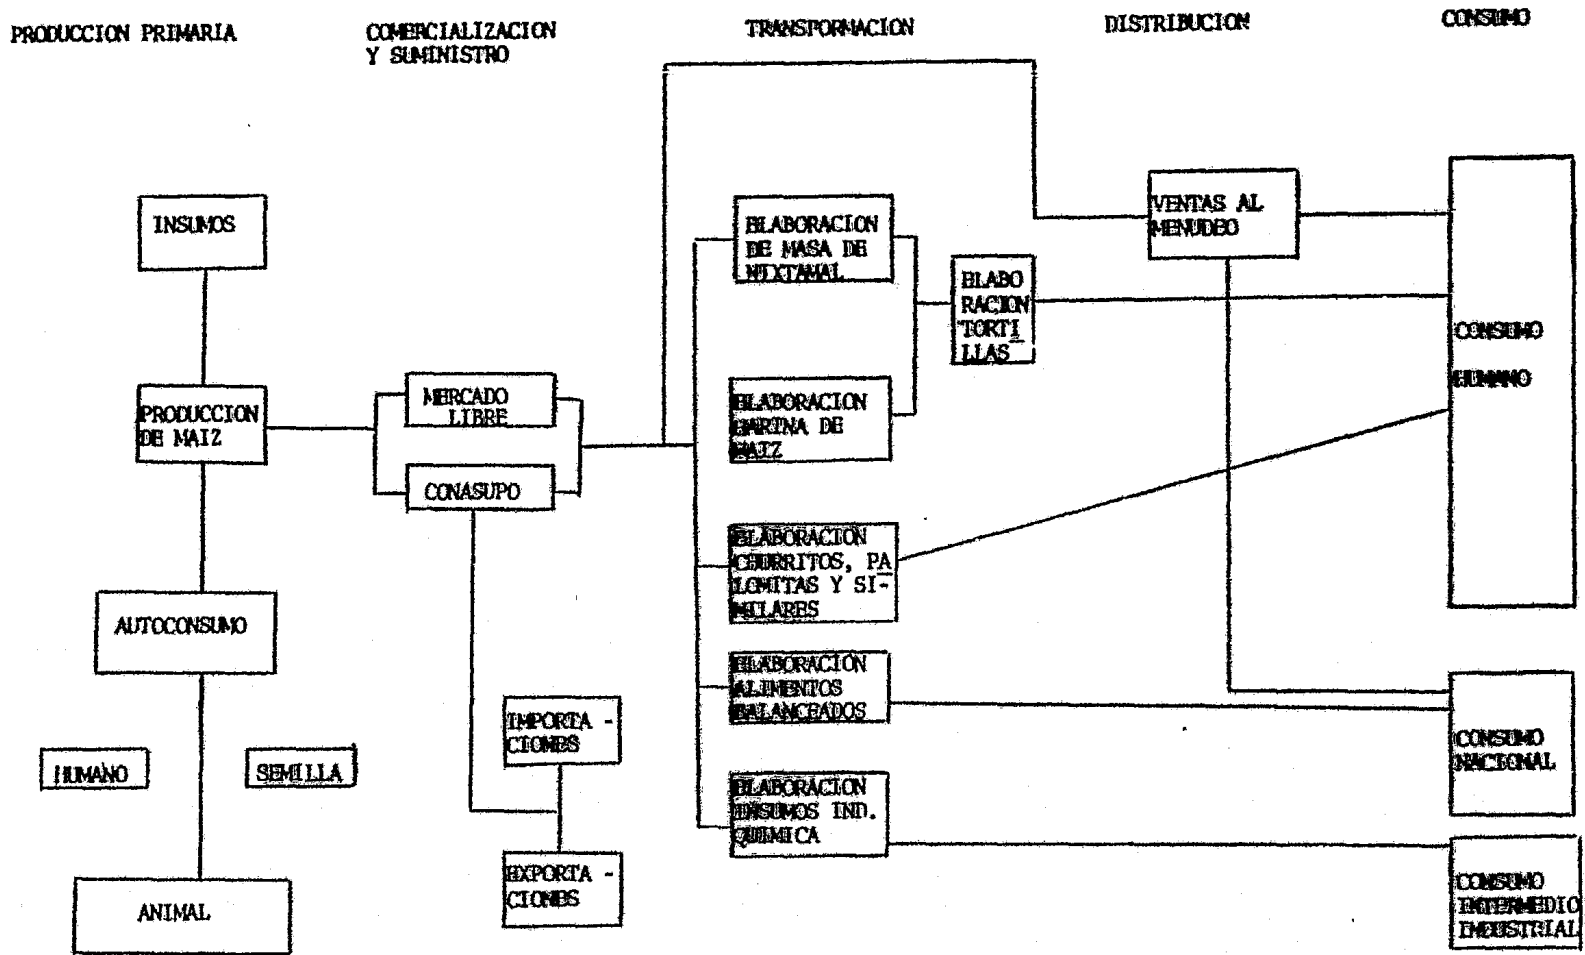 PRODUCCION PRIMARIA
COMERCIALIZACION
Y SUMINISTRO
TRANSFORMACION
DISTRIBUCION
CONSUMO
INSUMOS
PRODUCCION
DE MAIZ
AUTOCONSUMO
HUMANO
SEMILLA
ANIMAL
MERCADO
LIBRE
CONASUPO
IMPORTA -
CIONES
EXPORTA -
CIONES
ELABORACION
DE MASA DE
NIXTAMAL
ELABORACION
HARINA DE
MAIZ
ELABO
RACION
TORTI
LLAS
ELABORACION
CHURRITOS, PA
LOMITAS Y SI-
MILARES
ELABORACION
ALIMENTOS
BALANCEADOS
ELABORACION
INSUMOS IND.
QUIMICA
VENTAS AL
MENUDEO
CONSUMO
HUMANO
CONSUMO
NACIONAL
CONSUMO
INTERMEDIO
INDUSTRIAL